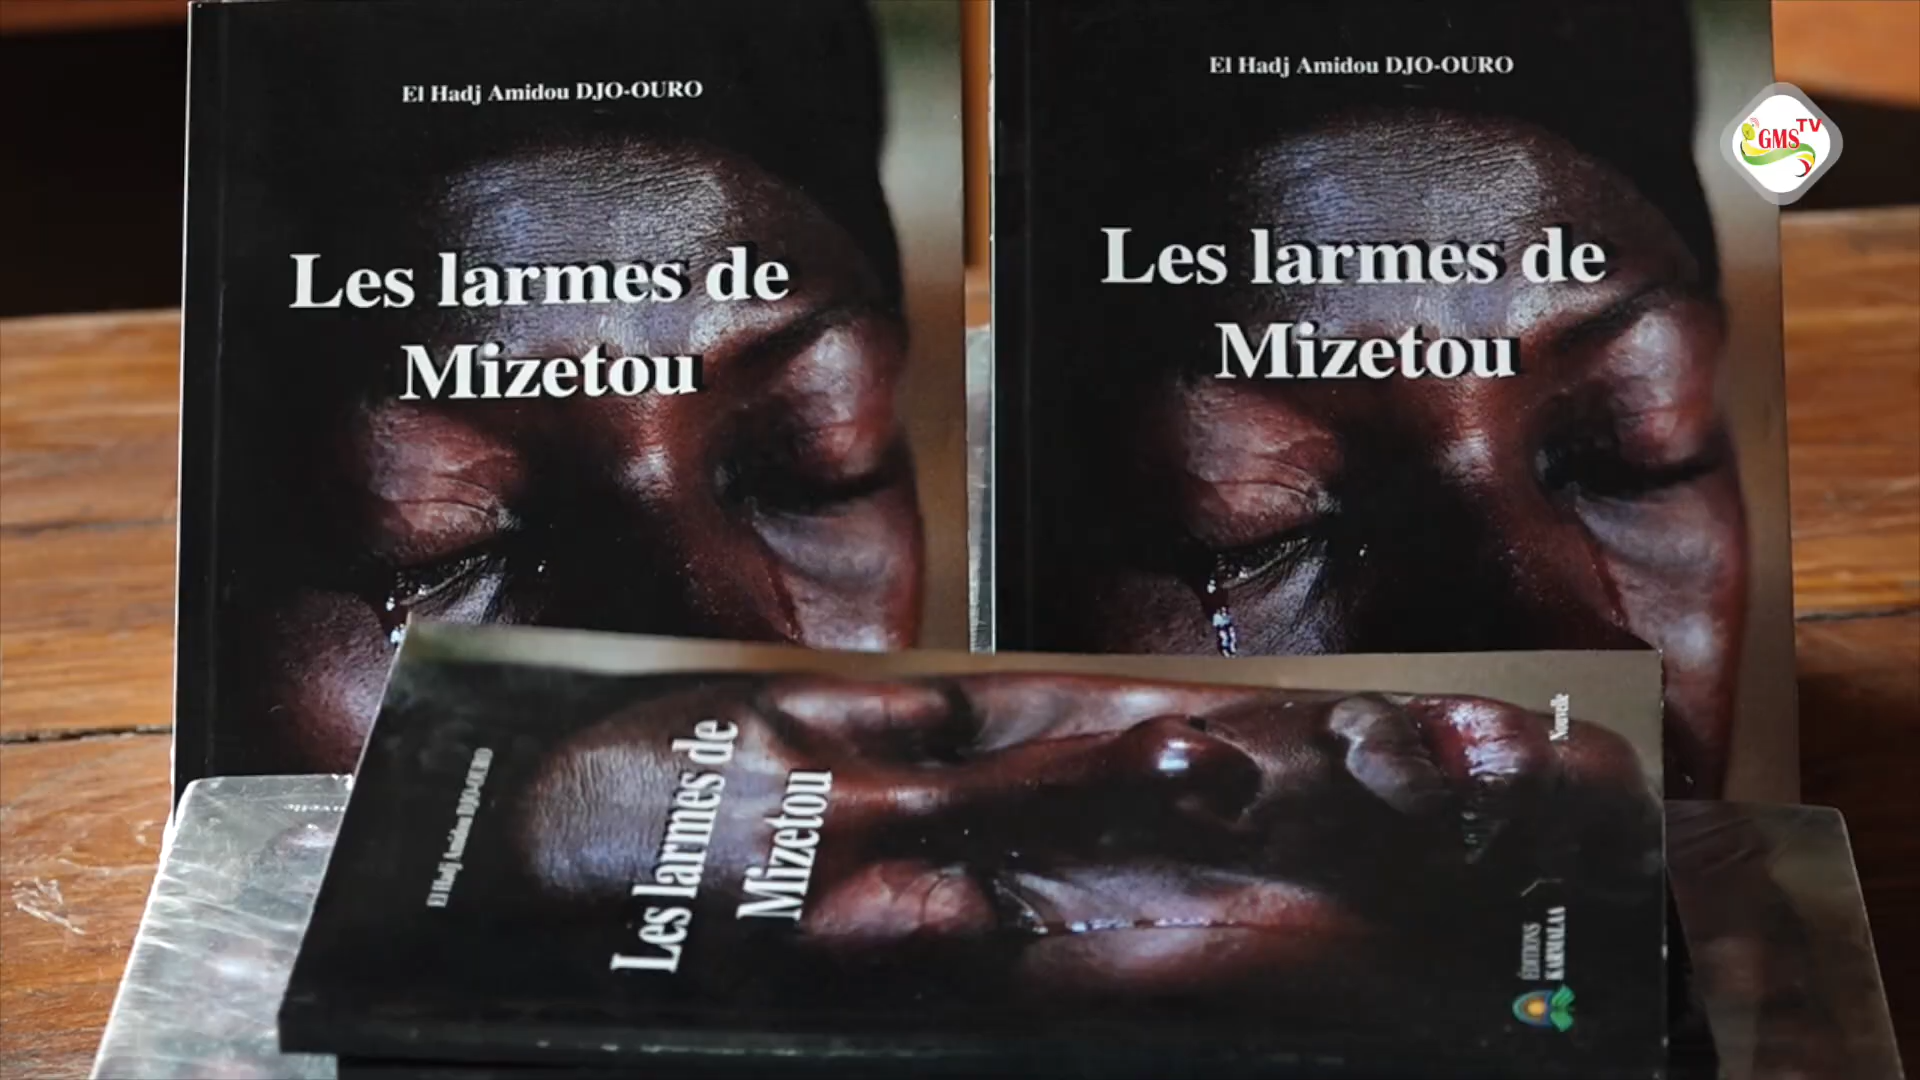 El Hadj Amidou DJO-OURO
Les larmes de
Mizetou
El Hadj Amidou DJO-OURO
Les larmes de
Mizetou
GMS TV
El Hadj Amidou DJO-OURO
Les larmes de
Mizetou
Nouvelle
ÉDITIONS
KARMALAA